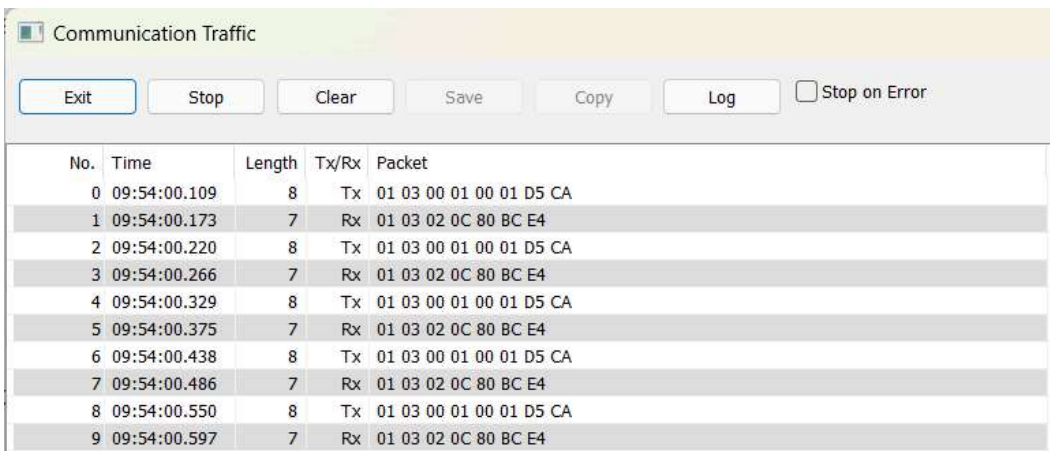 Communication Traffic
Exit Stop Clear Save Copy Log Stop on Error
No. Time Length Tx/Rx Packet
0 09:54:00.109 8 Tx 01 03 00 01 00 01 D5 CA
1 09:54:00.173 7 Rx 01 03 02 0C 80 BC E4
2 09:54:00.220 8 Tx 01 03 00 01 00 01 D5 CA
3 09:54:00.266 7 Rx 01 03 02 0C 80 BC E4
4 09:54:00.329 8 Tx 01 03 00 01 00 01 D5 CA
5 09:54:00.375 7 Rx 01 03 02 0C 80 BC E4
6 09:54:00.438 8 Tx 01 03 00 01 00 01 D5 CA
7 09:54:00.486 7 Rx 01 03 02 0C 80 BC E4
8 09:54:00.550 8 Tx 01 03 00 01 00 01 D5 CA
9 09:54:00.597 7 Rx 01 03 02 0C 80 BC E4